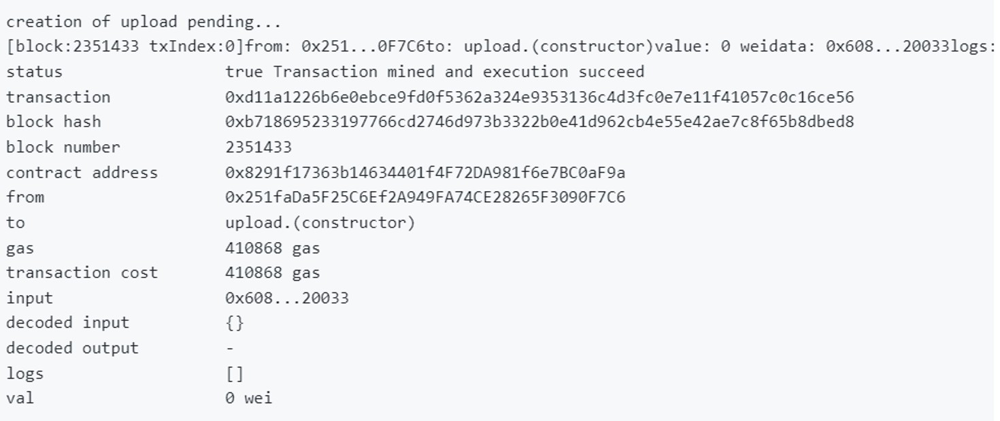 creation of upload pending...
[block:2351433 txIndex:0]from: 0x251...0F7C6to: upload.(constructor)value: 0 weidata: 0x608...20033logs:
status true Transaction mined and execution succeed
transaction 0xd11a1226b6e0ebce9fd0f5362a324e9353136c4d3fc0e7e11f41057c0c16ce56
block hash 0xb718695233197766cd2746d973b3322b0e41d962cb4e55e42ae7c8f65b8dbed8
block number 2351433
contract address 0x8291f17363b14634401f4F72DA981f6e7BC0aF9a
from 0x251faDa5F25C6Ef2A949FA74CE28265F3090F7C6
to upload.(constructor)
gas 410868 gas
transaction cost 410868 gas
input 0x608...20033
decoded input {}
decoded output -
logs []
val 0 wei